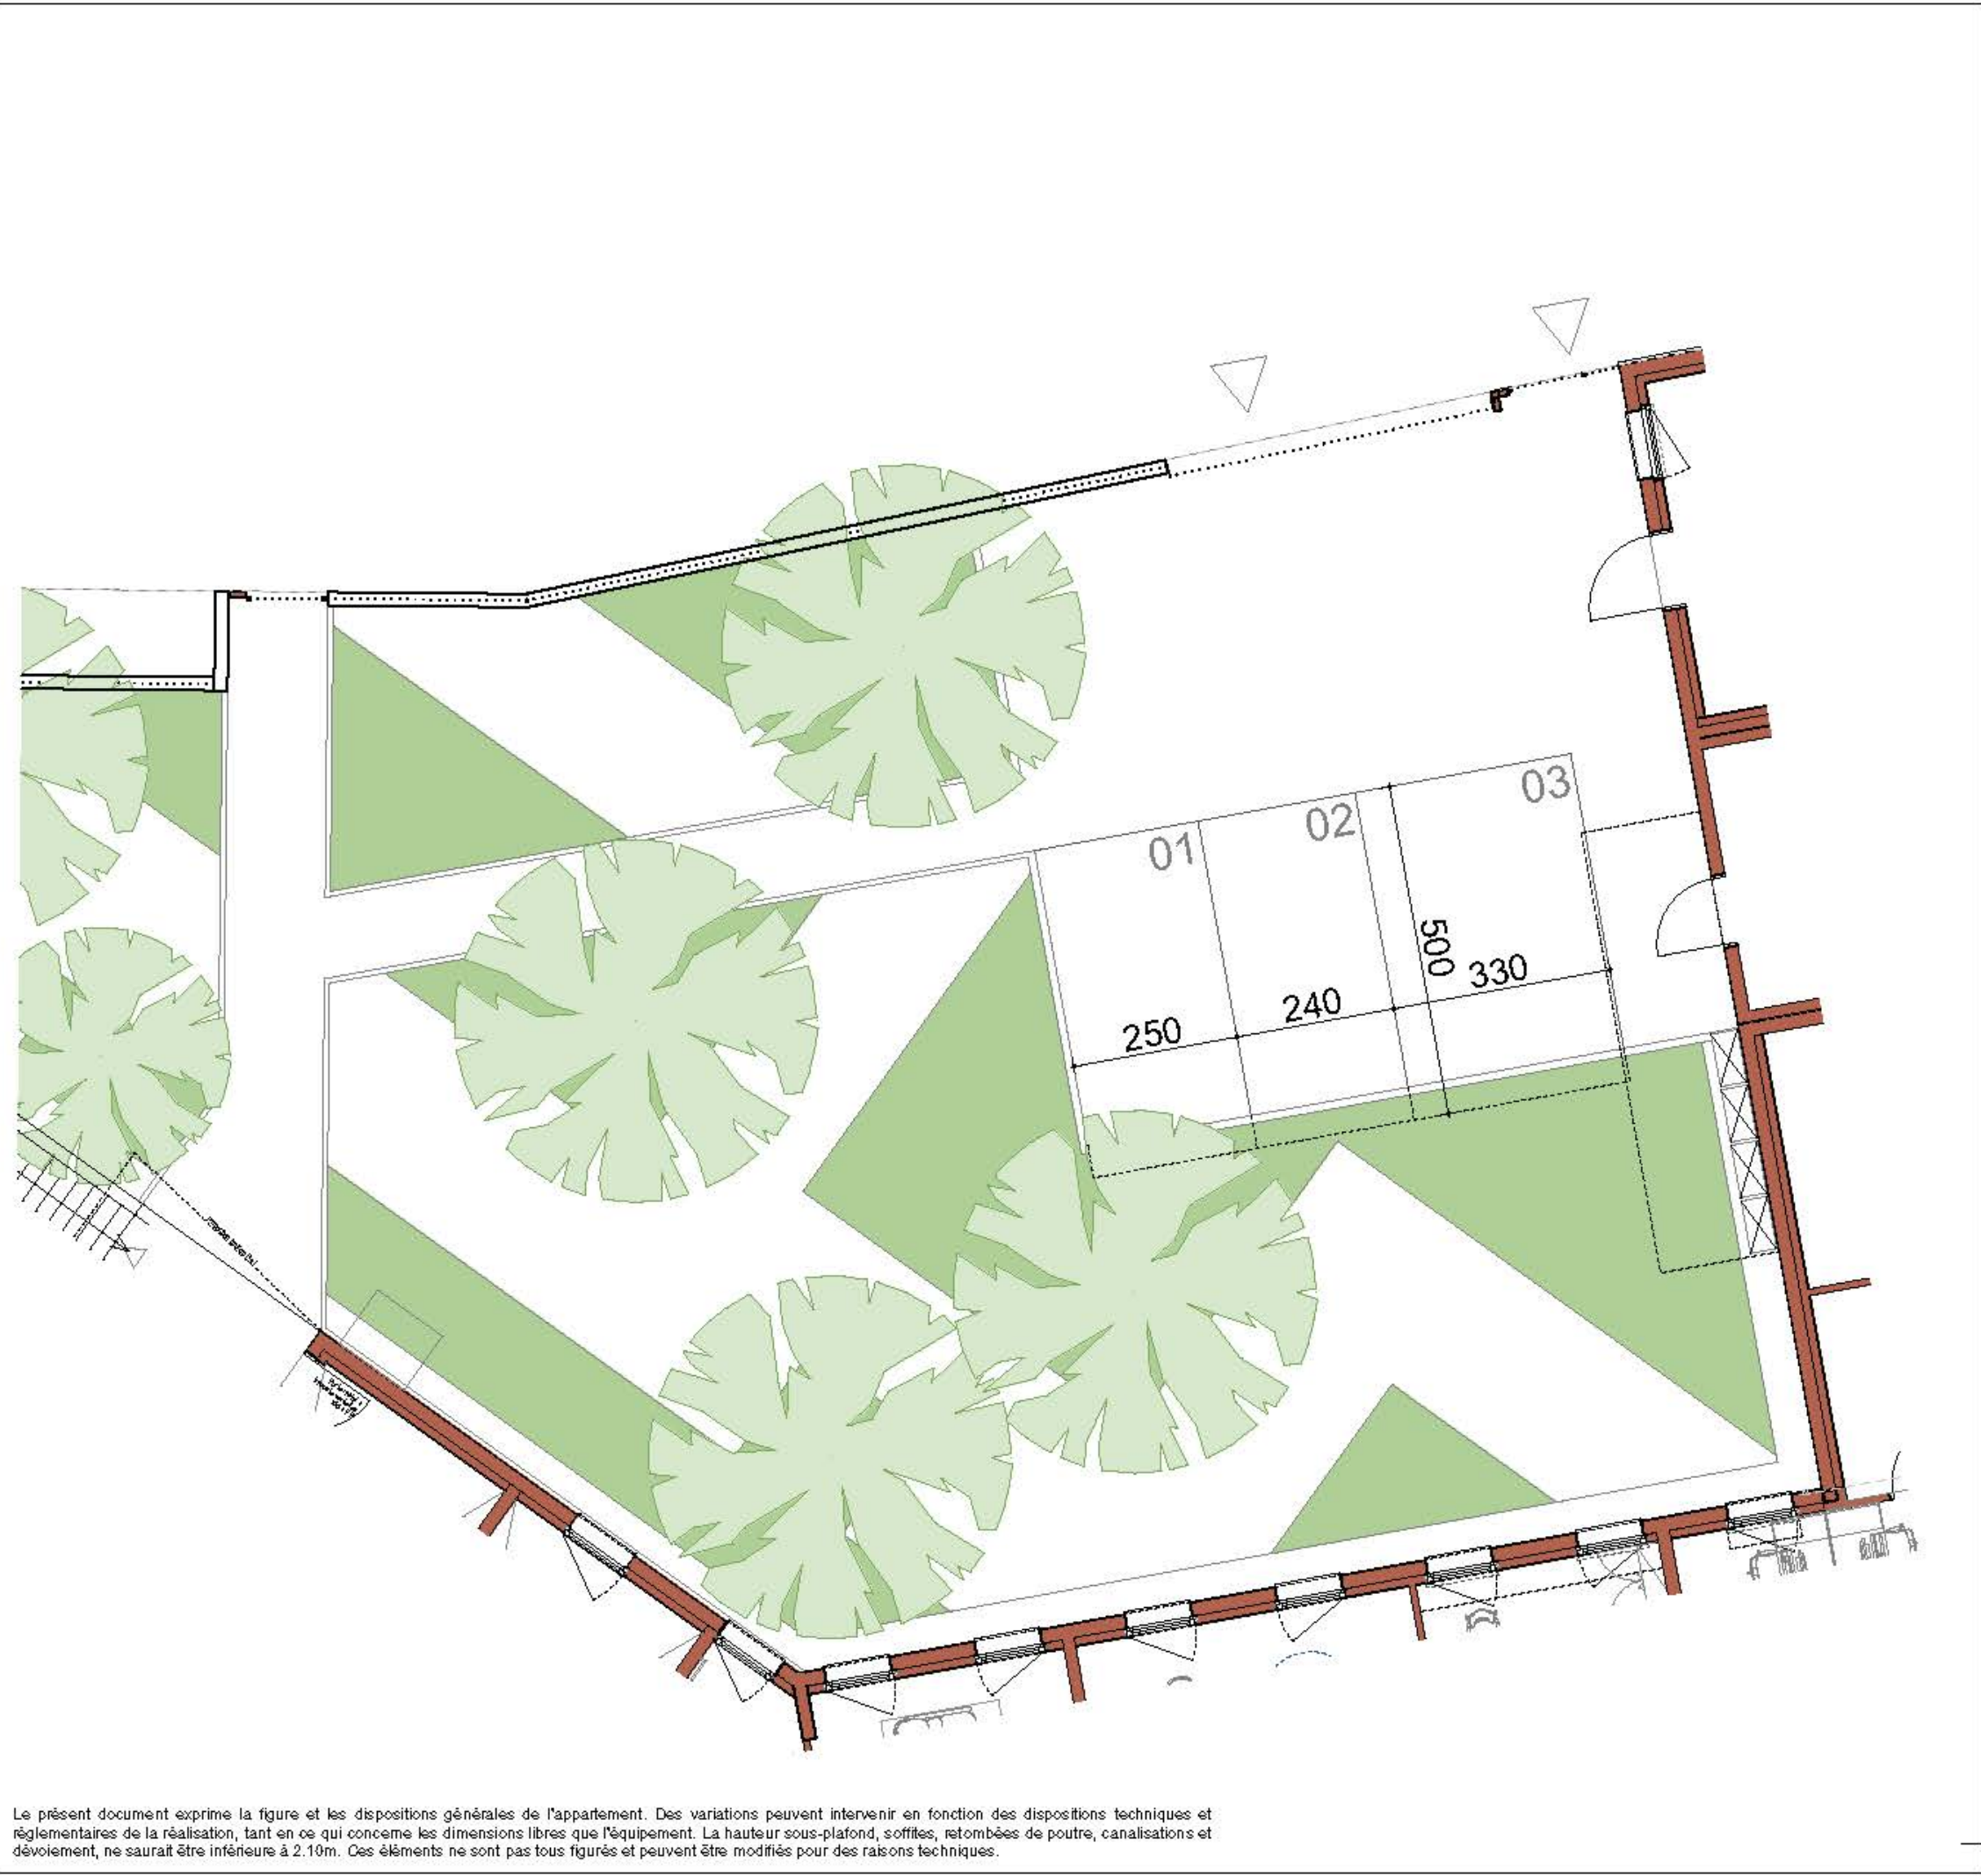 01
02
03
500
330
240
250
Le présent document exprime la figure et les dispositions générales de l'appartement. Des variations peuvent intervenir en fonction des dispositions techniques et
réglementaires de la réalisation, tant en ce qui concerne les dimensions libres que l'équipement. La hauteur sous-plafond, soffites, retombées de poutre, canalisations et
dévoiement, ne saurait être inférieure à 2.10m. Ces éléments ne sont pas tous figurés et peuvent être modifiés pour des raisons techniques.